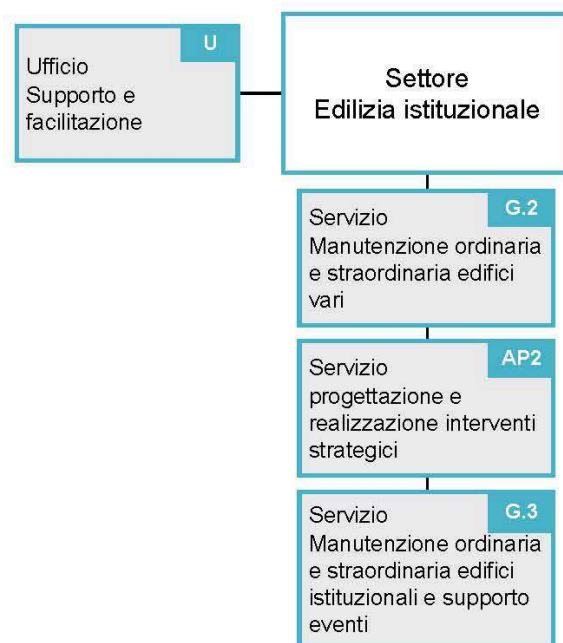 U
Ufficio
Supporto e
facilitazione
Settore
Edilizia istituzionale
G.2
Servizio
Manutenzione ordinaria
e straordinaria edifici
vari
AP2
Servizio
progettazione e
realizzazione interventi
strategici
G.3
Servizio
Manutenzione ordinaria
e straordinaria edifici
istituzionali e supporto
eventi